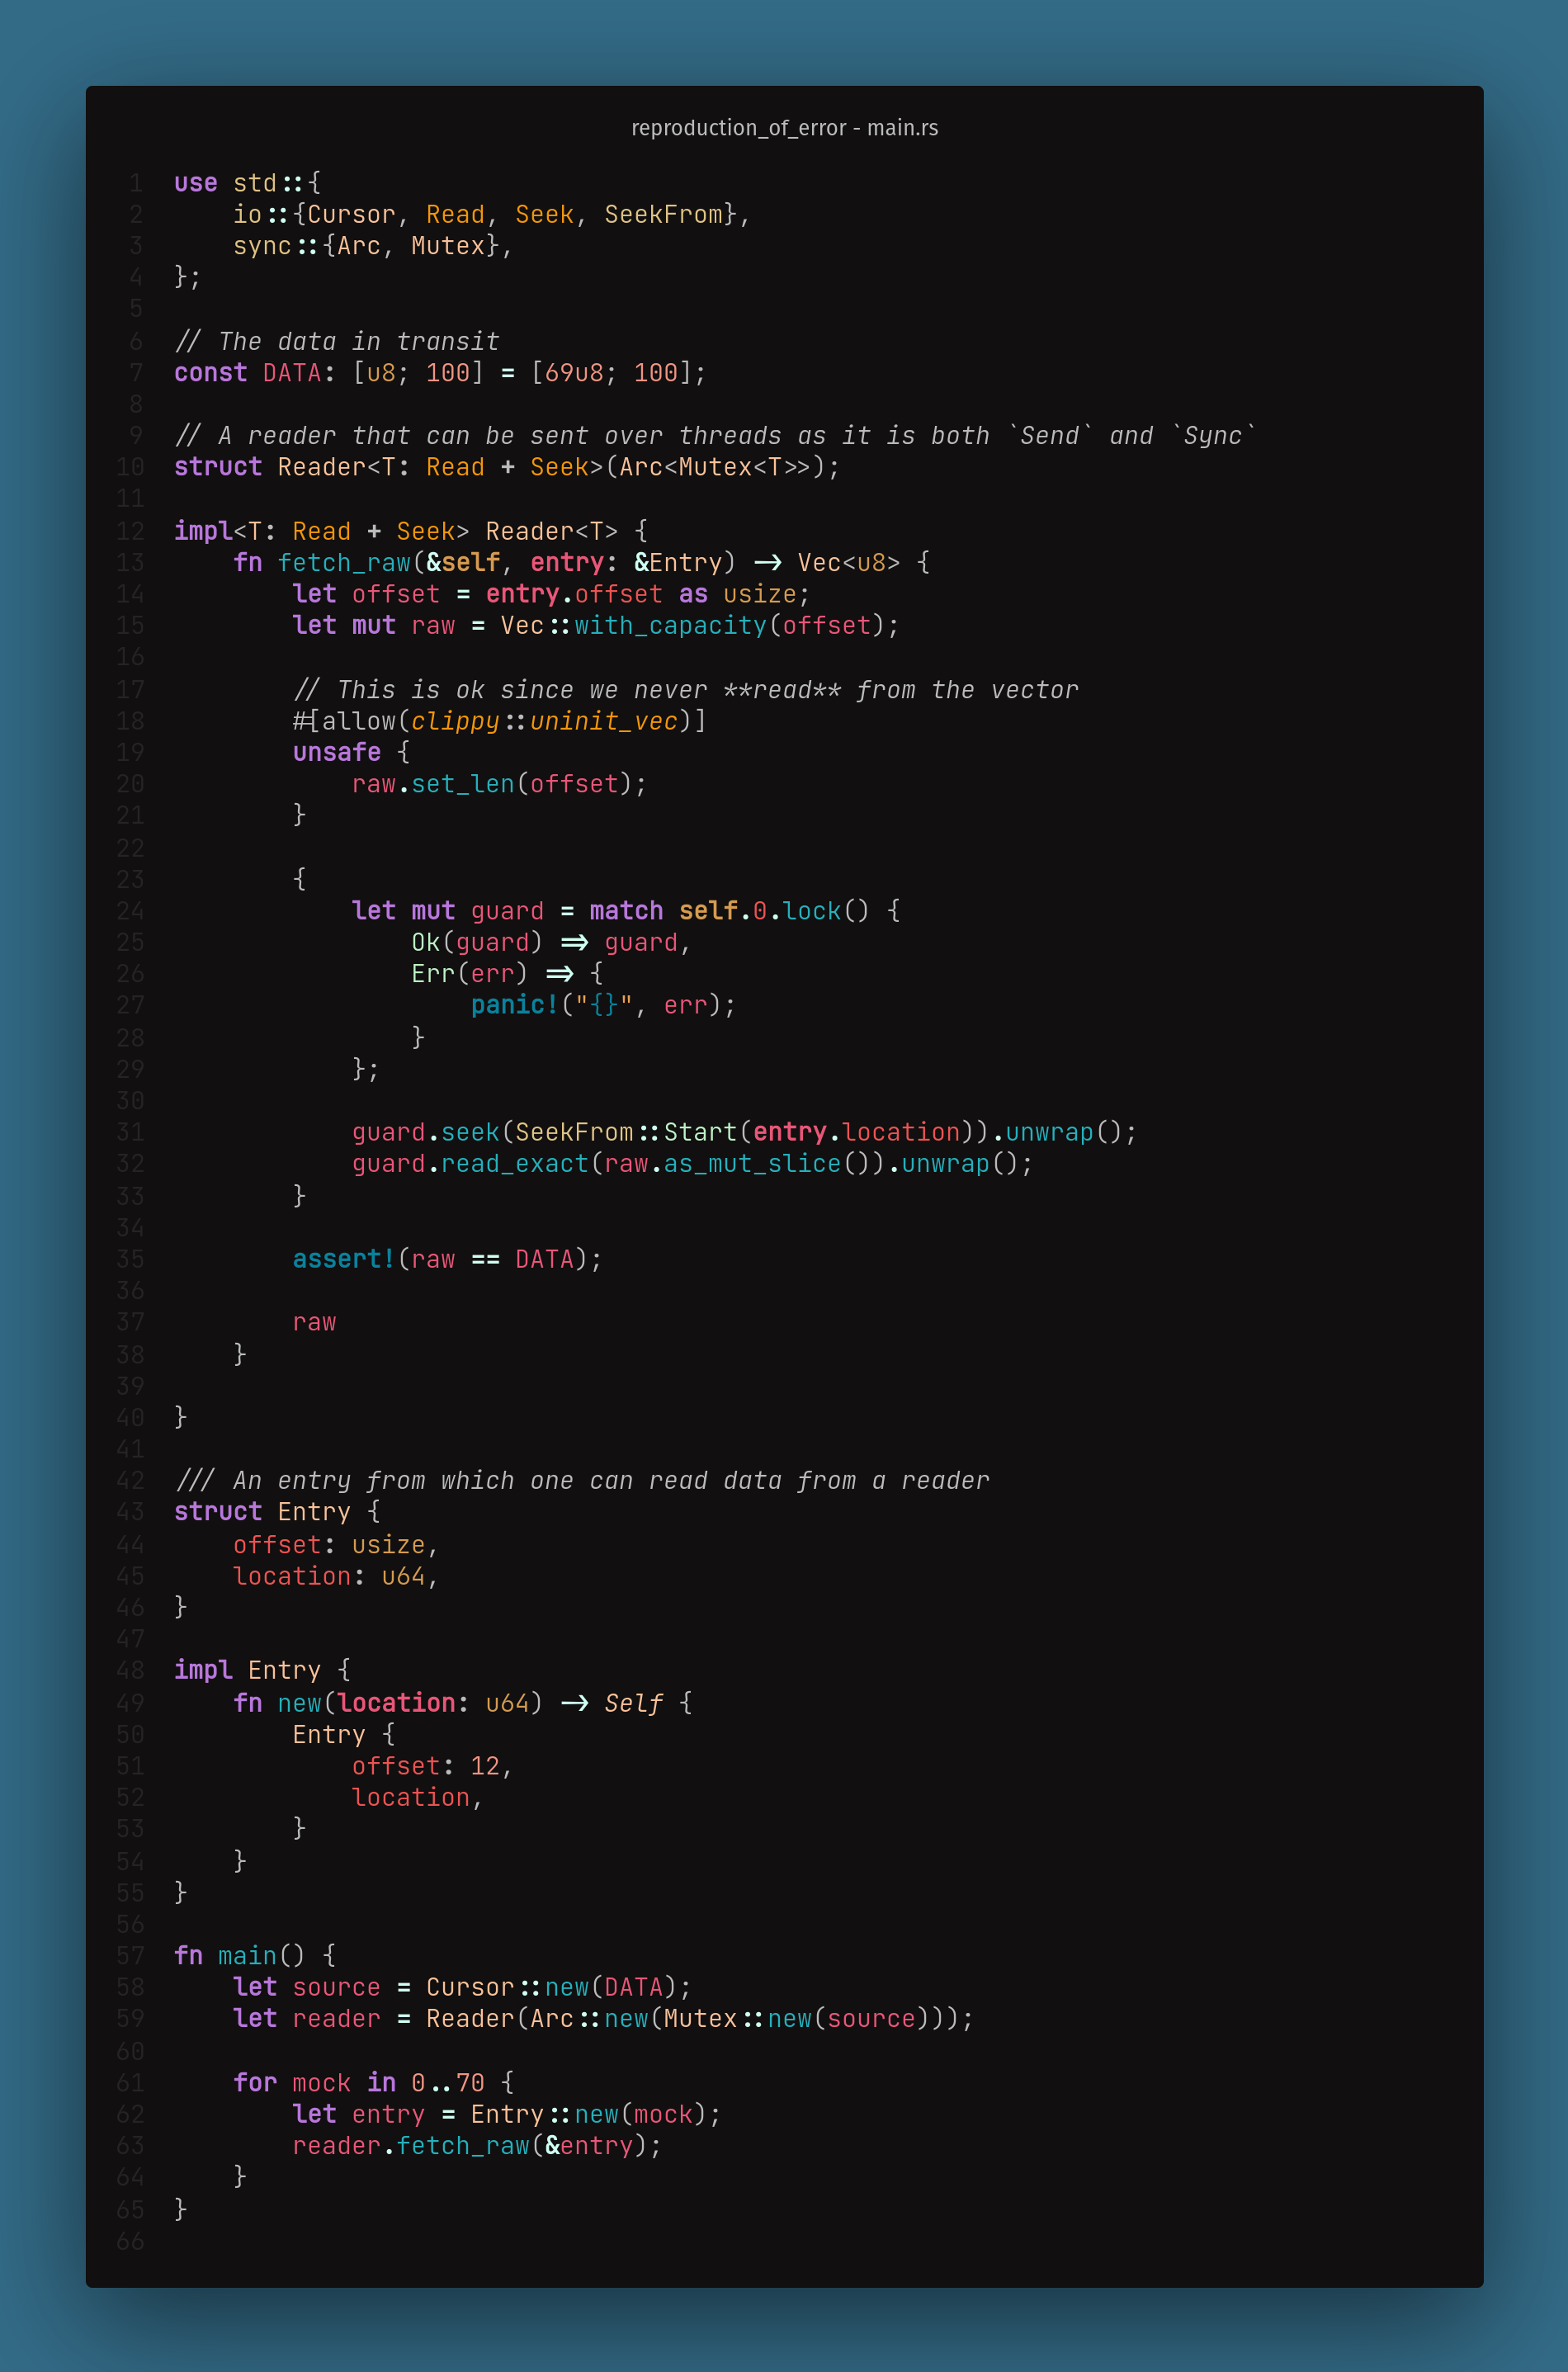 reproduction_of_error - main.rs
1 use std::{
2     io::{Cursor, Read, Seek, SeekFrom},
3     sync::{Arc, Mutex},
4 };
5
6 // The data in transit
7 const DATA: [u8; 100] = [69u8; 100];
8
9 // A reader that can be sent over threads as it is both `Send` and `Sync`
10 struct Reader<T: Read + Seek>(Arc<Mutex<T>>);
11
12 impl<T: Read + Seek> Reader<T> {
13     fn fetch_raw(&self, entry: &Entry) -> Vec<u8> {
14         let offset = entry.offset as usize;
15         let mut raw = Vec::with_capacity(offset);
16
17         // This is ok since we never **read** from the vector
18         #[allow(clippy::uninit_vec)]
19         unsafe {
20             raw.set_len(offset);
21         }
22
23         {
24             let mut guard = match self.0.lock() {
25                 Ok(guard) => guard,
26                 Err(err) => {
27                     panic!("{}", err);
28                 }
29             };
30
31             guard.seek(SeekFrom::Start(entry.location)).unwrap();
32             guard.read_exact(raw.as_mut_slice()).unwrap();
33         }
34
35         assert!(raw == DATA);
36
37         raw
38     }
39
40 }
41
42 /// An entry from which one can read data from a reader
43 struct Entry {
44     offset: usize,
45     location: u64,
46 }
47
48 impl Entry {
49     fn new(location: u64) -> Self {
50         Entry {
51             offset: 12,
52             location,
53         }
54     }
55 }
56
57 fn main() {
58     let source = Cursor::new(DATA);
59     let reader = Reader(Arc::new(Mutex::new(source)));
60
61     for mock in 0..70 {
62         let entry = Entry::new(mock);
63         reader.fetch_raw(&entry);
64     }
65 }
66